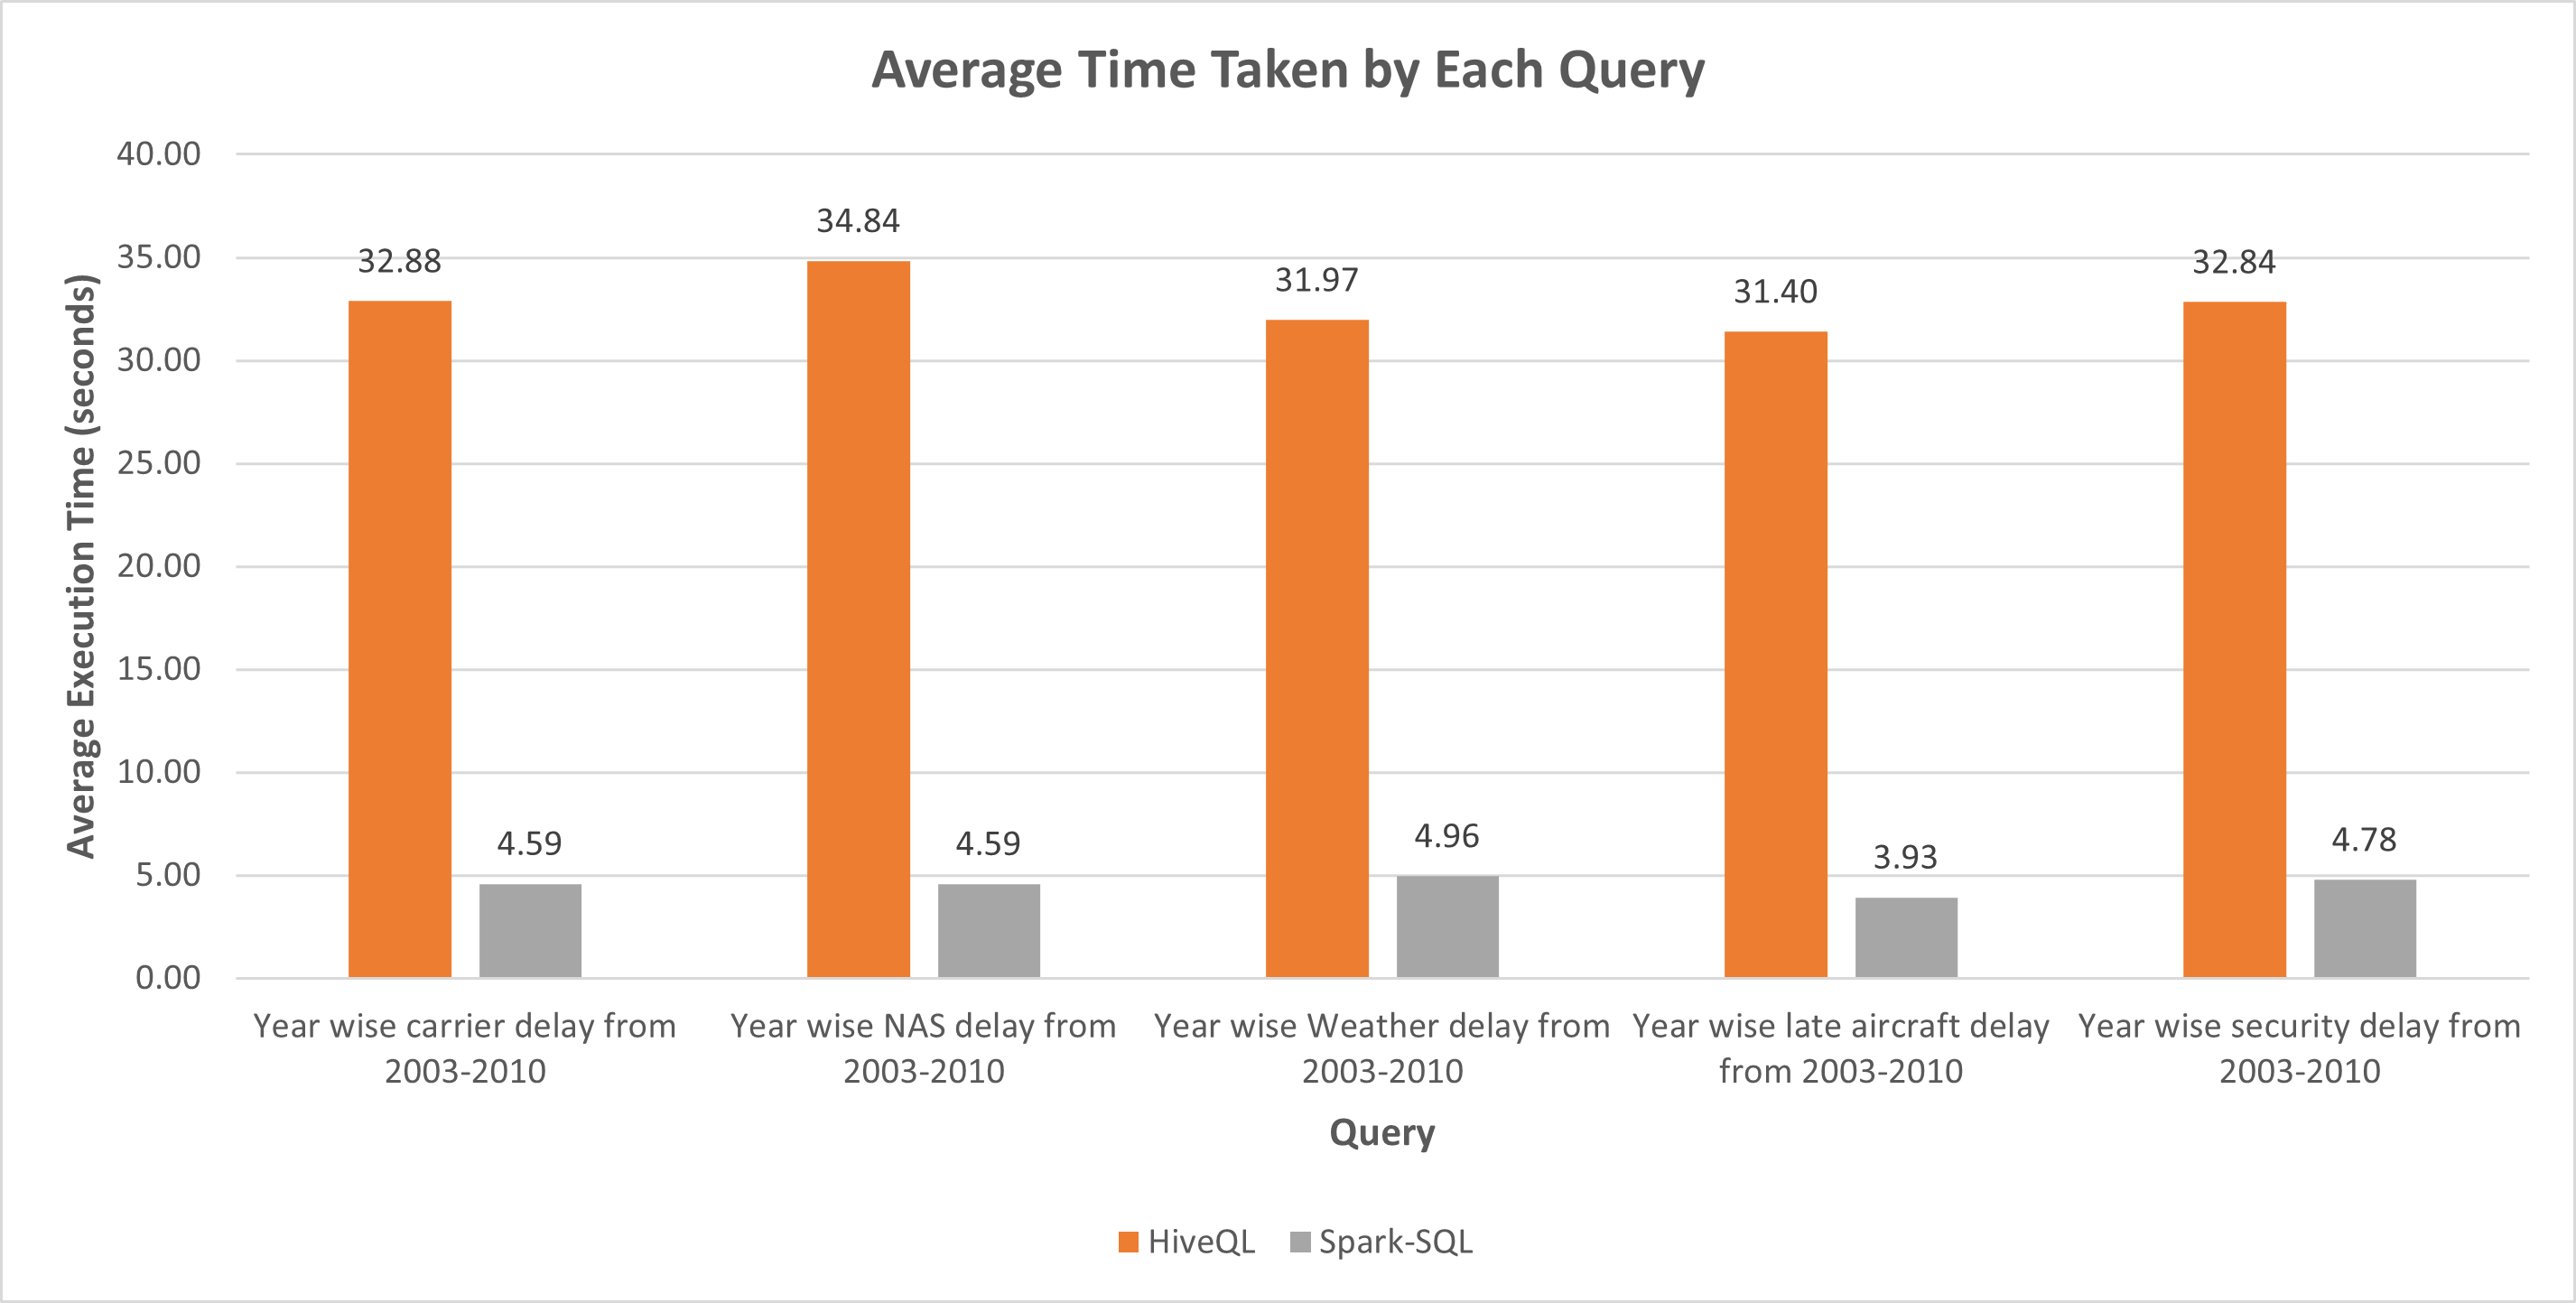 Average Time Taken by Each Query
Average Execution Time (seconds)
40.00
35.00
30.00
25.00
20.00
15.00
10.00
5.00
0.00
32.88
4.59
34.84
4.59
31.97
4.96
31.40
3.93
32.84
4.78
Year wise carrier delay from
2003-2010
Year wise NAS delay from
2003-2010
Year wise Weather delay from
2003-2010
Year wise late aircraft delay
from 2003-2010
Year wise security delay from
2003-2010
Query
HiveQL
Spark-SQL